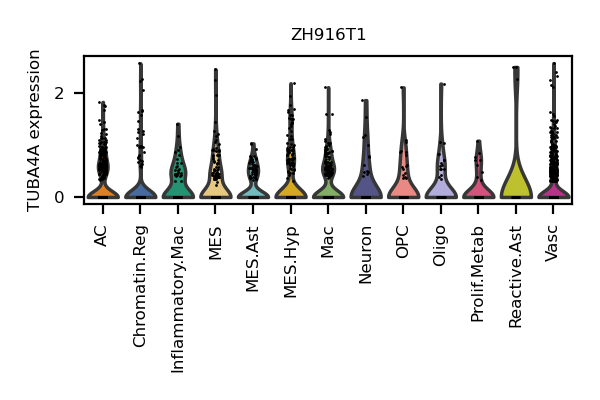 ZH916T1
TUBA4A expression
2
0
AC
Chromatin.Reg
Inflammatory.Mac
MES
MES.Ast
MES.Hyp
Mac
Neuron
OPC
Oligo
Prolif.Metab
Reactive.Ast
Vasc